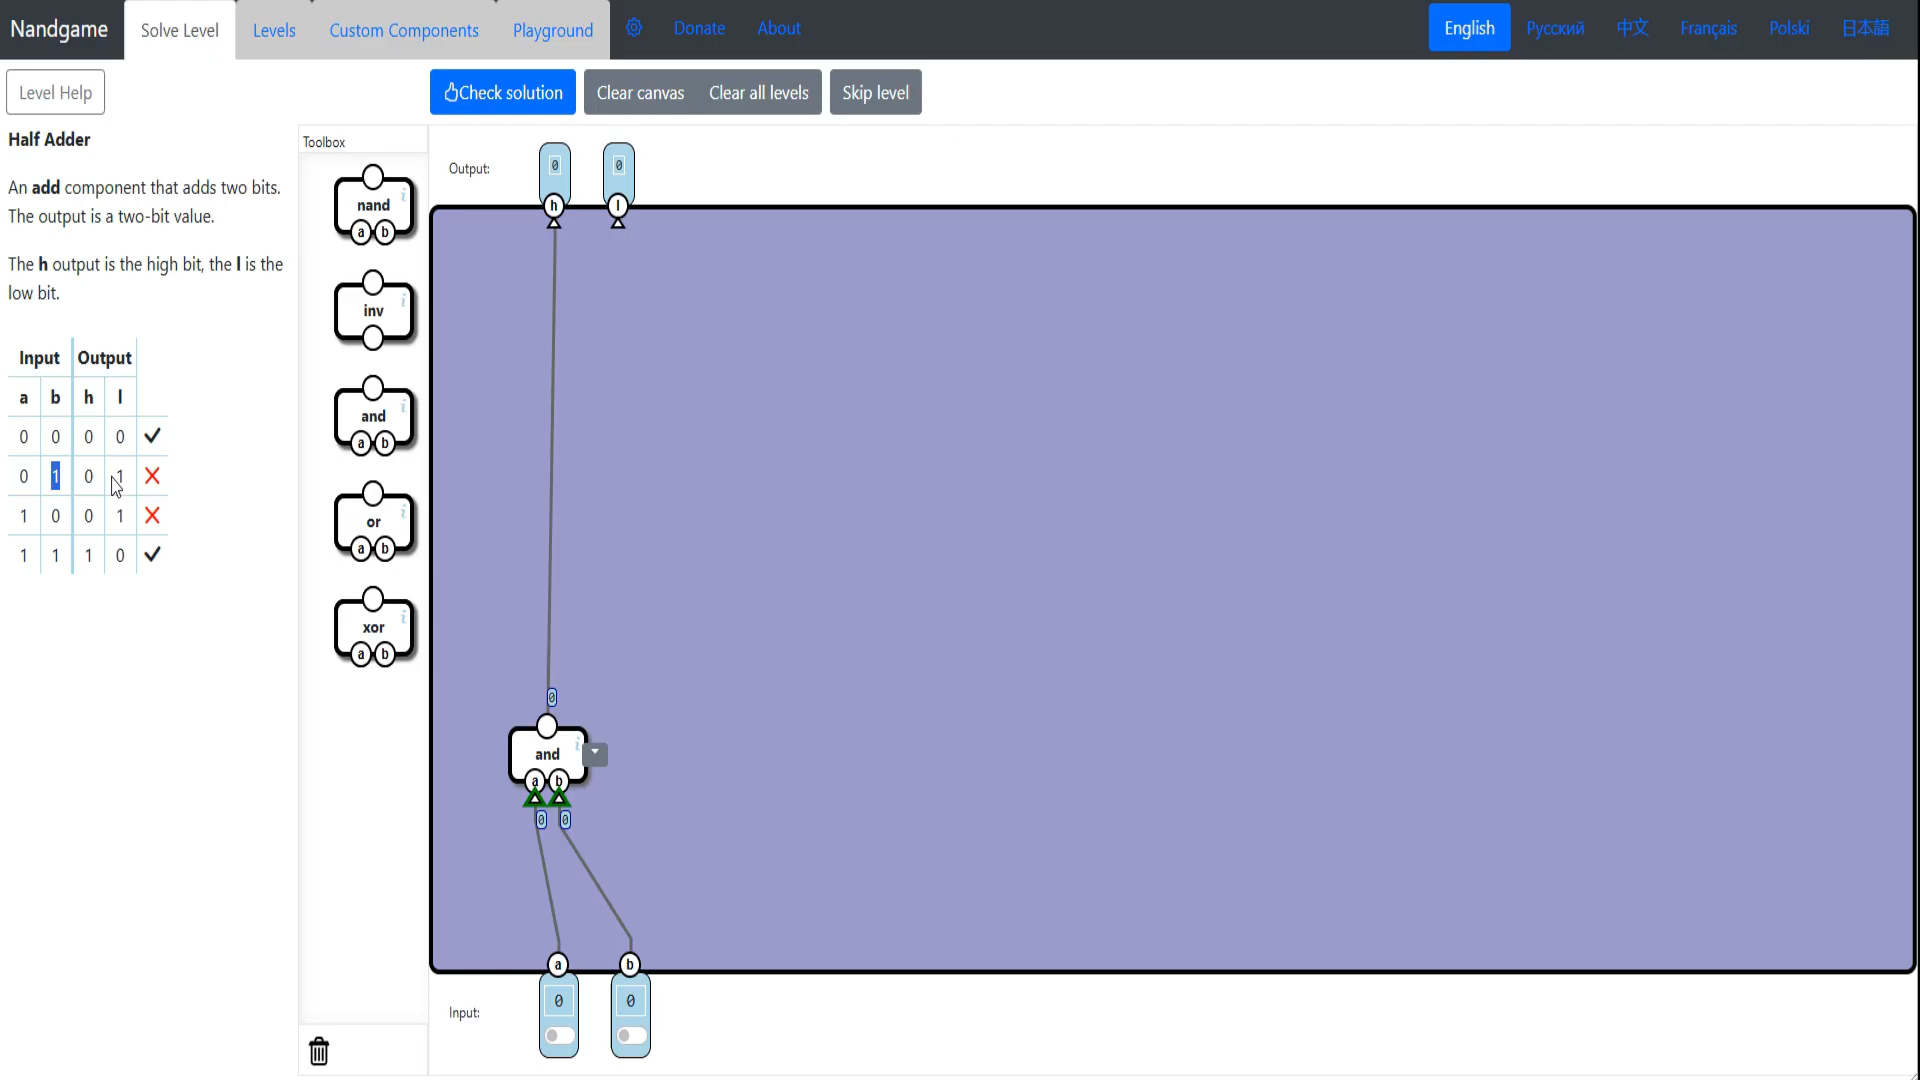 Nandgame Solve Level Levels Custom Components Playground Donate About English Русский 中文 Français Polski 日本語
Level Help Check solution Clear canvas Clear all levels Skip level
Half Adder
An add component that adds two bits.
The output is a two-bit value.
The h output is the high bit, the l is the
low bit.
Input Output
a b h l
0 0 0 0
0 1 0 1
1 0 0 1
1 1 1 0
Toolbox
nand
a b
inv
and
a b
or
a b
xor
a b
Output: 0 0
h l
0
and
a b
0 0
a b
Input: 0 0